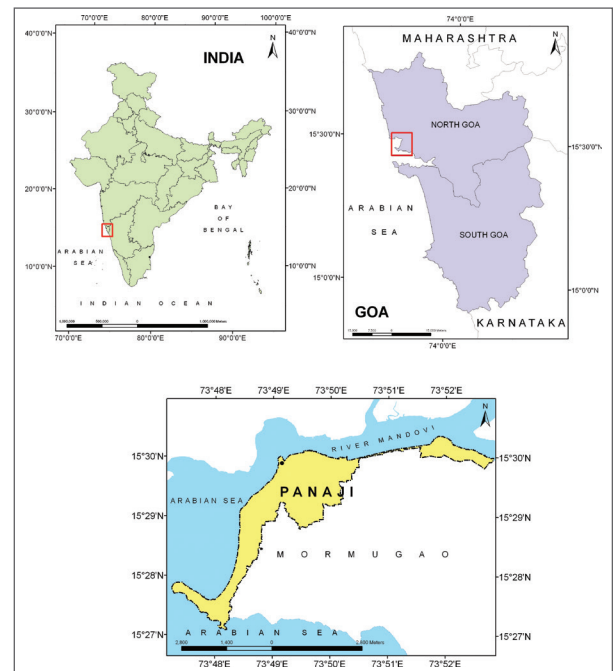 70°0'0"E 80°0'0"E 90°0'0"E 100°0'0"E
40°0'0"N
N
INDIA
40°0'0"N
30°0'0"N
30°0'0"N
20°0'0"N
20°0'0"N
BAY
OF
BENGAL
ARABIAN
SEA
10°0'0"N
10°0'0"N
INDIAN OCEAN
1,000,000 Meters
70°0'0"E 80°0'0"E 90°0'0"E
74°0'0"E
MAHARASHTRA
N
15°30'0"N
NORTH GOA
15°30'0"N
ARABIAN
SEA
SOUTH GOA
15°0'0"N
15°0'0"N
GOA
KARNATAKA
74°0'0"E
73°48'E 73°49'E 73°50'E 73°51'E 73°52'E
N
RIVER MANDOVI
15°30'N
15°30'N
ARABIAN SEA
PANAJI
15°29'N
15°29'N
MORMUGAO
15°28'N
15°28'N
ARABIAN SEA
2,800 1,400 0 2,800 Meters
15°27'N
15°27'N
73°48'E 73°49'E 73°50'E 73°51'E 73°52'E